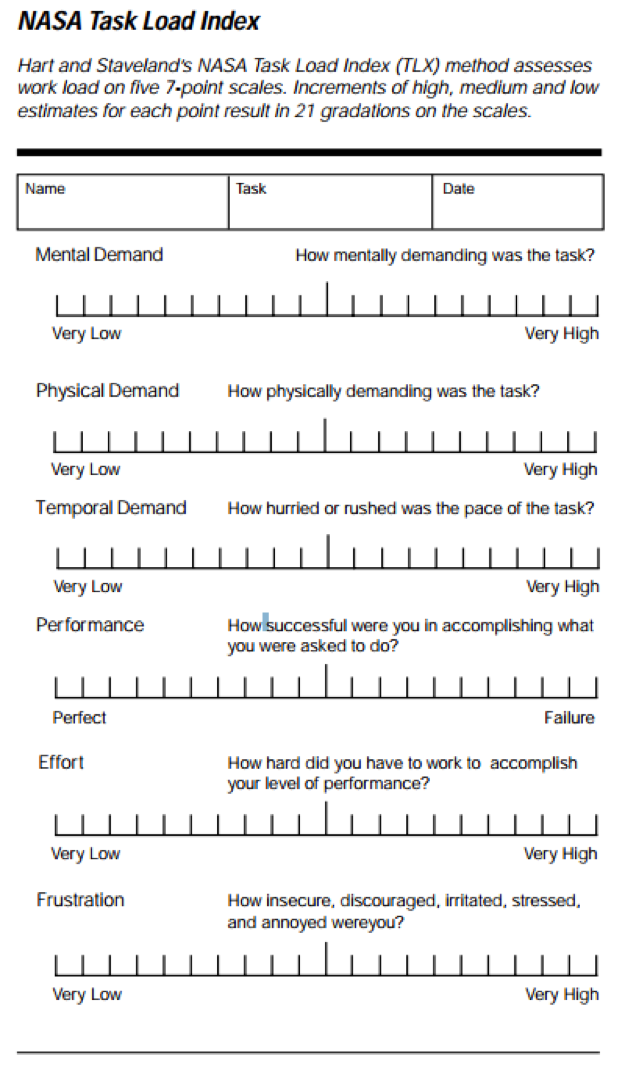 NASA Task Load Index
Hart and Staveland's NASA Task Load Index (TLX) method assesses
work load on five 7-point scales. Increments of high, medium and low
estimates for each point result in 21 gradations on the scales.
Name Task Date
Mental Demand How mentally demanding was the task?
Very Low Very High
Physical Demand How physically demanding was the task?
Very Low Very High
Temporal Demand How hurried or rushed was the pace of the task?
Very Low Very High
Performance How successful were you in accomplishing what
you were asked to do?
Perfect Failure
Effort How hard did you have to work to accomplish
your level of performance?
Very Low Very High
Frustration How insecure, discouraged, irritated, stressed,
and annoyed wereyou?
Very Low Very High